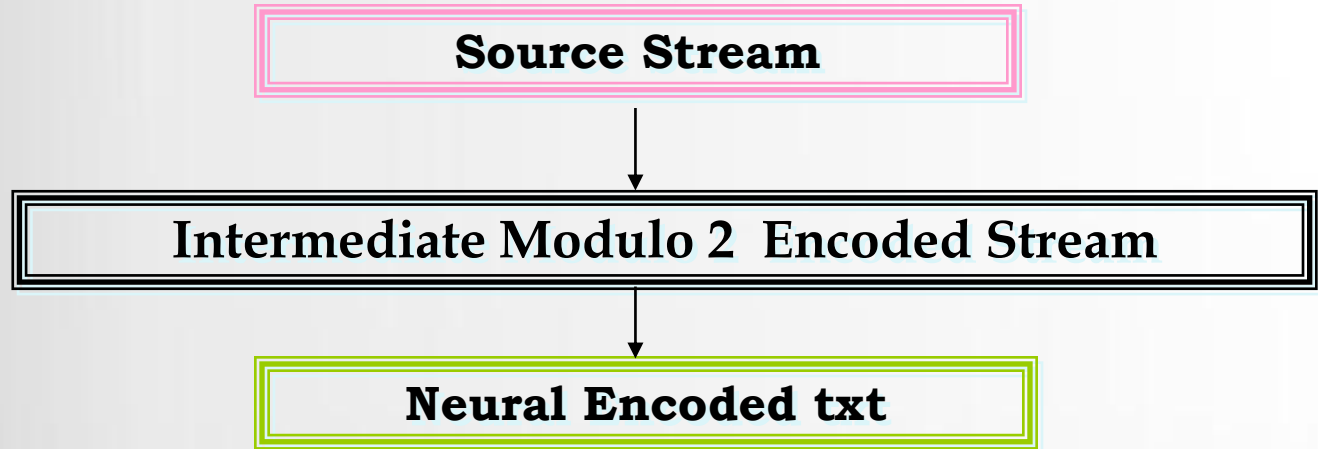 Source Stream
Intermediate Modulo 2 Encoded Stream
Neural Encoded txt